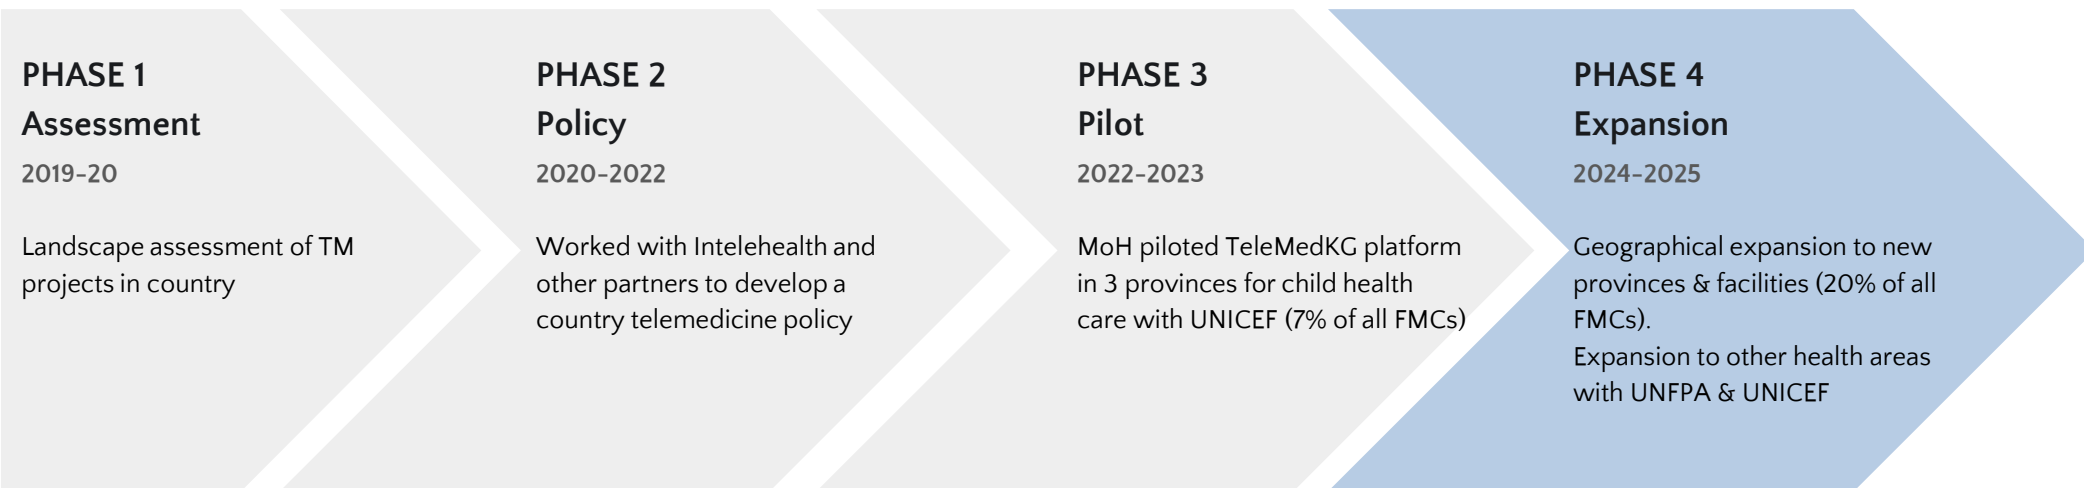 PHASE 1
Assessment
2019-20
Landscape assessment of TM
projects in country
PHASE 2
Policy
2020-2022
Worked with Intelehealth and
other partners to develop a
country telemedicine policy
PHASE 3
Pilot
2022-2023
MoH piloted TeleMedKG platform
in 3 provinces for child health
care with UNICEF (7% of all FMCs)
PHASE 4
Expansion
2024-2025
Geographical expansion to new
provinces & facilities (20% of all
FMCs).
Expansion to other health areas
with UNFPA & UNICEF